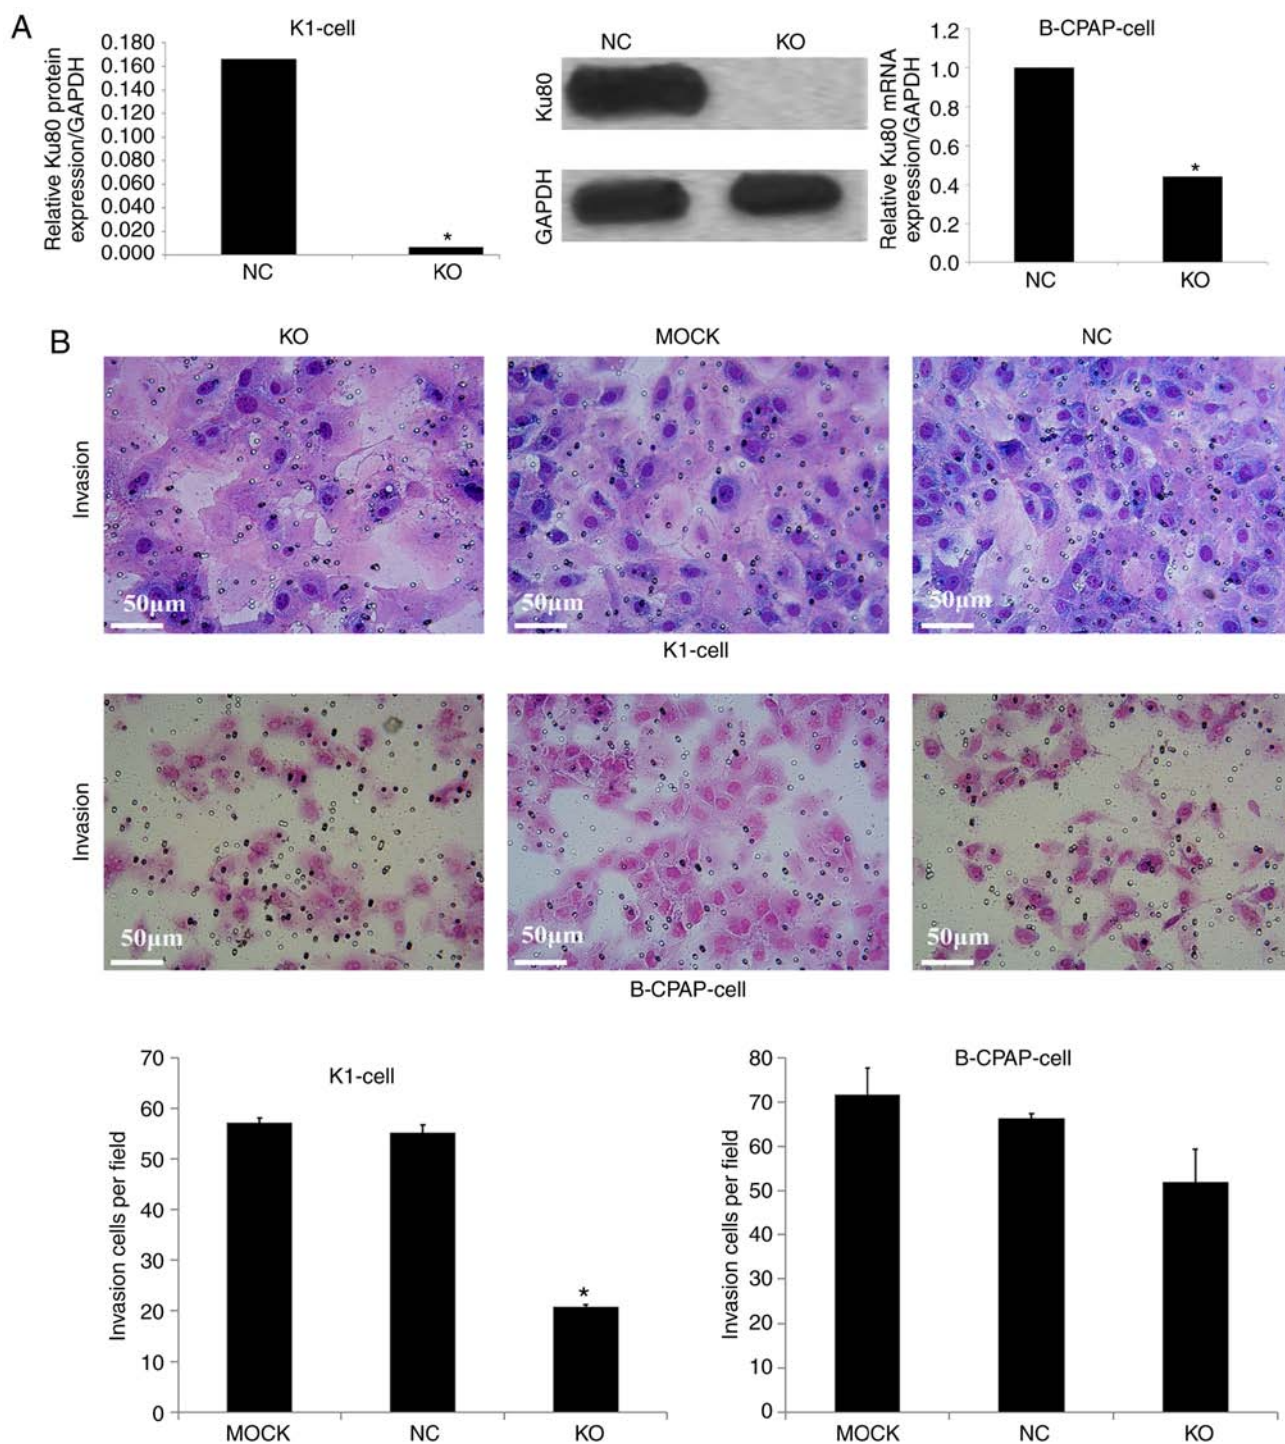 A
K1-cell
Relative Ku80 protein
expression/GAPDH
0.180
0.160
0.140
0.120
0.100
0.080
0.060
0.040
0.020
0.000
*
NC
KO
NC
KO
Ku80
GAPDH
B-CPAP-cell
Relative Ku80 mRNA
expression/GAPDH
1.2
1.0
0.8
0.6
0.4
0.2
0.0
*
NC
KO
B
KO
MOCK
NC
Invasion
50μm
50μm
50μm
K1-cell
Invasion
50μm
50μm
50μm
B-CPAP-cell
K1-cell
Invasion cells per field
70
60
50
40
30
20
10
0
*
MOCK
NC
KO
B-CPAP-cell
Invasion cells per field
80
70
60
50
40
30
20
10
0
MOCK
NC
KO